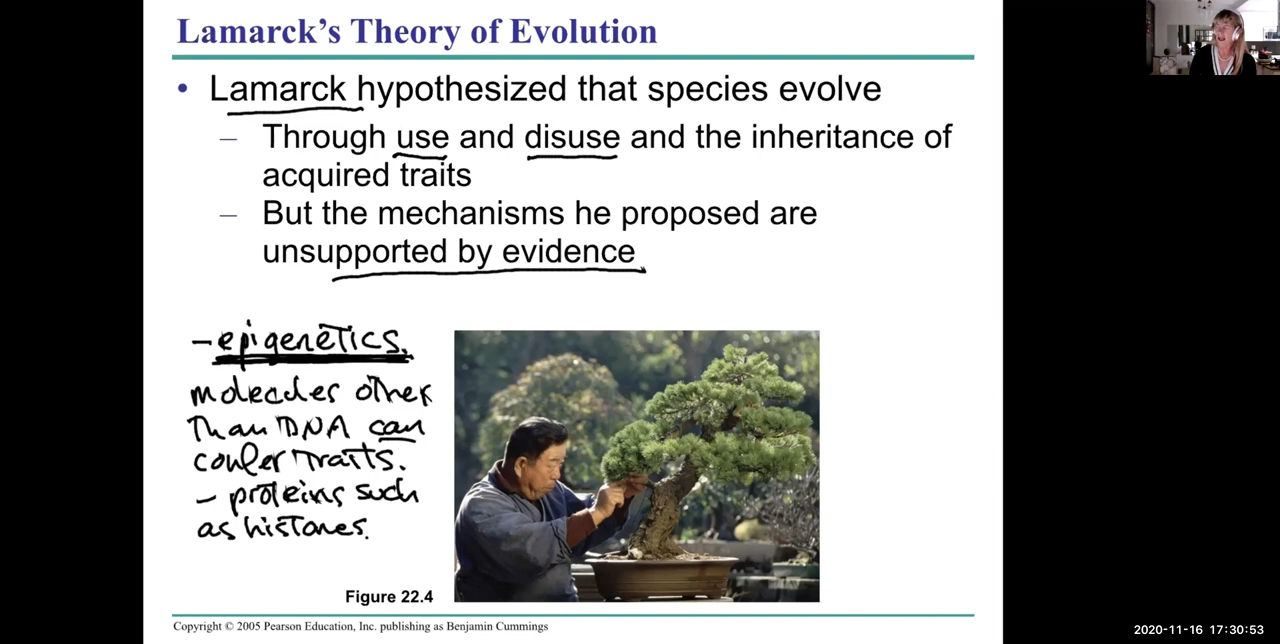 Lamarck's Theory of Evolution
• Lamarck hypothesized that species evolve
– Through use and disuse and the inheritance of
acquired traits
– But the mechanisms he proposed are
unsupported by evidence
- epigenetics.
molecules other
than DNA can
confer traits.
- proteins such
as histones.
Figure 22.4
Copyright © 2005 Pearson Education, Inc. publishing as Benjamin Cummings
2020-11-16 17:30:53